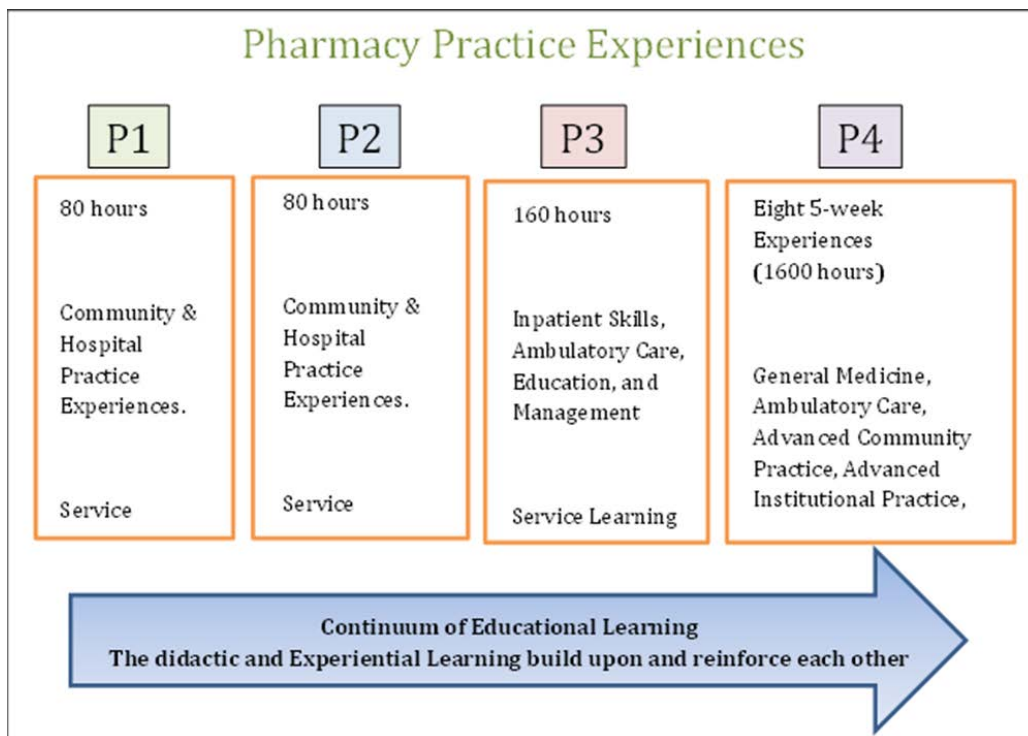 Pharmacy Practice Experiences
P1
80 hours
Community &
Hospital
Practice
Experiences.
Service
P2
80 hours
Community &
Hospital
Practice
Experiences.
Service
P3
160 hours
Inpatient Skills,
Ambulatory Care,
Education, and
Management
Service Learning
P4
Eight 5-week
Experiences
(1600 hours)
General Medicine,
Ambulatory Care,
Advanced Community
Practice, Advanced
Institutional Practice,
Continuum of Educational Learning
The didactic and Experiential Learning build upon and reinforce each other